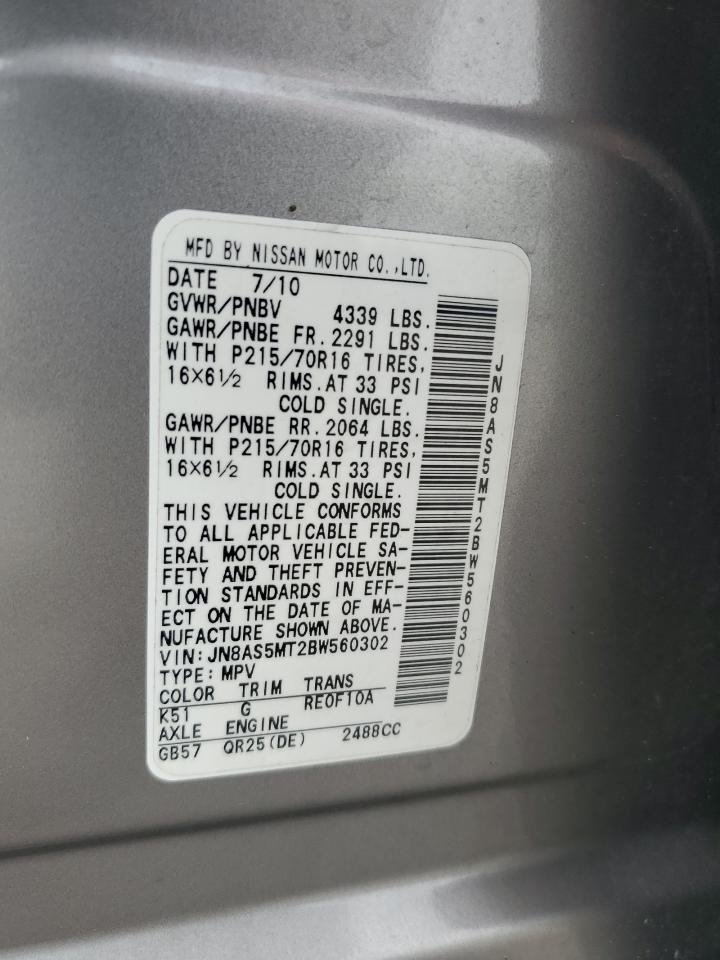 MFD BY NISSAN MOTOR CO.,LTD.
DATE 7/10
GVWR/PNBV 4339 LBS.
GAWR/PNBE FR. 2291 LBS.
WITH P215/70R16 TIRES,
16×6½ RIMS. AT 33 PSI
COLD SINGLE.
GAWR/PNBE RR. 2064 LBS.
WITH P215/70R16 TIRES,
16×6½ RIMS. AT 33 PSI
COLD SINGLE.
THIS VEHICLE CONFORMS
TO ALL APPLICABLE FED-
ERAL MOTOR VEHICLE SA-
FETY AND THEFT PREVEN-
TION STANDARDS IN EFF-
ECT ON THE DATE OF MA-
NUFACTURE SHOWN ABOVE.
VIN: JN8AS5MT2BW560302
TYPE: MPV
COLOR TRIM TRANS
K51 G RE0F10A
AXLE ENGINE
GB57 QR25(DE) 2488CC
JN8AS5MT2BW560302